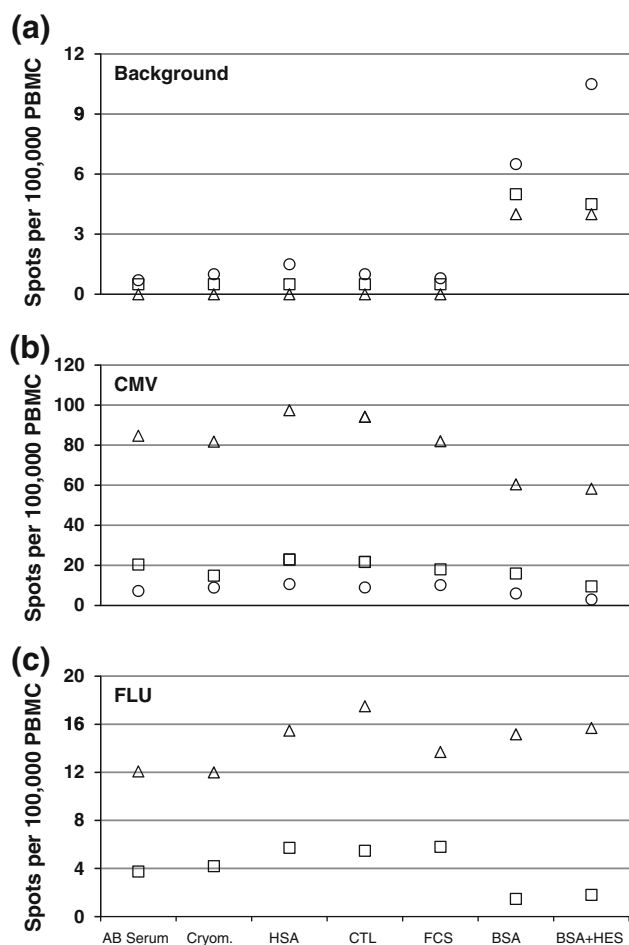 (a)
Background
Spots per 100,000 PBMC
12
9
6
3
0
(b)
CMV
Spots per 100,000 PBMC
120
100
80
60
40
20
0
(c)
FLU
Spots per 100,000 PBMC
20
16
12
8
4
0
AB Serum Cryom. HSA CTL FCS BSA BSA+HES